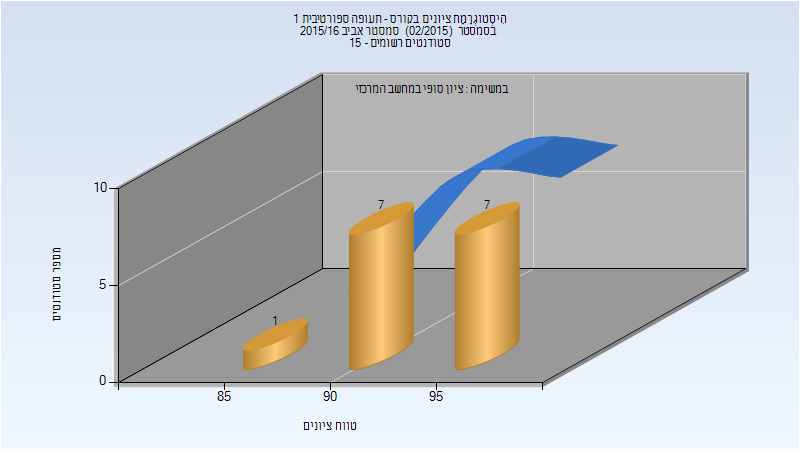 היסטוגרמת ציונים בקורס - תעופה ספורטיבית 1
בסמסטר (02/2015) סמסטר אביב 2015/16
סטודנטים רשומים - 15
במשימה : ציון סופי במחשב המרכזי
מספר סטודנטים
10
5
0
7
7
1
85
90
95
טווח ציונים